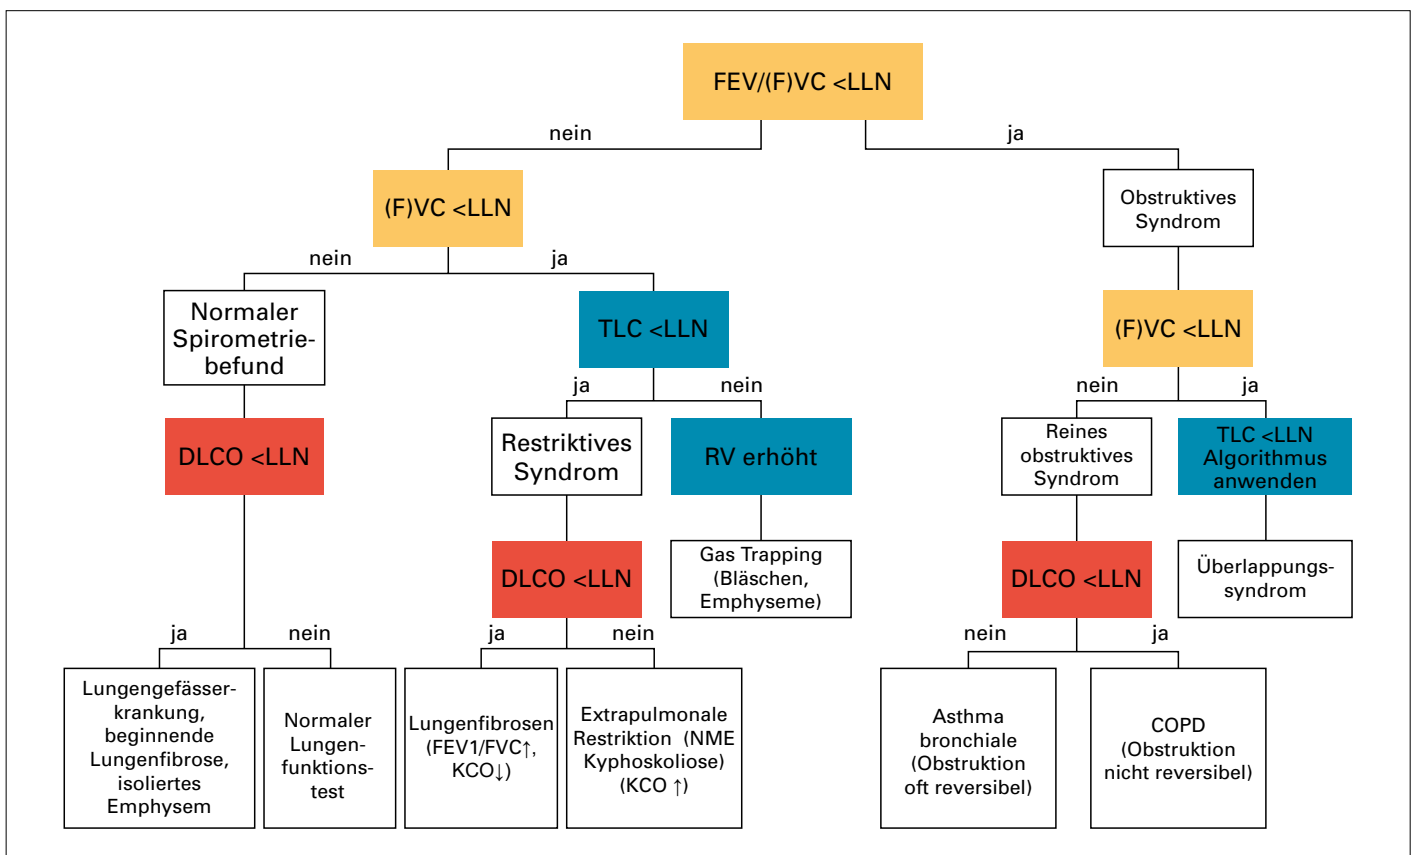 FEV/(F)VC <LLN
nein
ja
(F)VC <LLN
Obstruktives
Syndrom
nein
ja
Normaler
Spirometrie-
befund
TLC <LLN
(F)VC <LLN
ja
nein
nein
ja
DLCO <LLN
Restriktives
Syndrom
RV erhöht
Reines
obstruktives
Syndrom
TLC <LLN
Algorithmus
anwenden
DLCO <LLN
Gas Trapping
(Bläschen,
Emphyseme)
DLCO <LLN
Überlappungs-
syndrom
ja
nein
ja
nein
nein
ja
Lungengefässer-
krankung,
beginnende
Lungenfibrose,
isoliertes
Emphysem
Normaler
Lungen-
funktions-
test
Lungenfibrosen
(FEV1/FVC↑,
KCO↓)
Extrapulmonale
Restriktion (NME
Kyphoskoliose)
(KCO ↑)
Asthma
bronchiale
(Obstruktion
oft reversibel)
COPD
(Obstruktion
nicht reversibel)